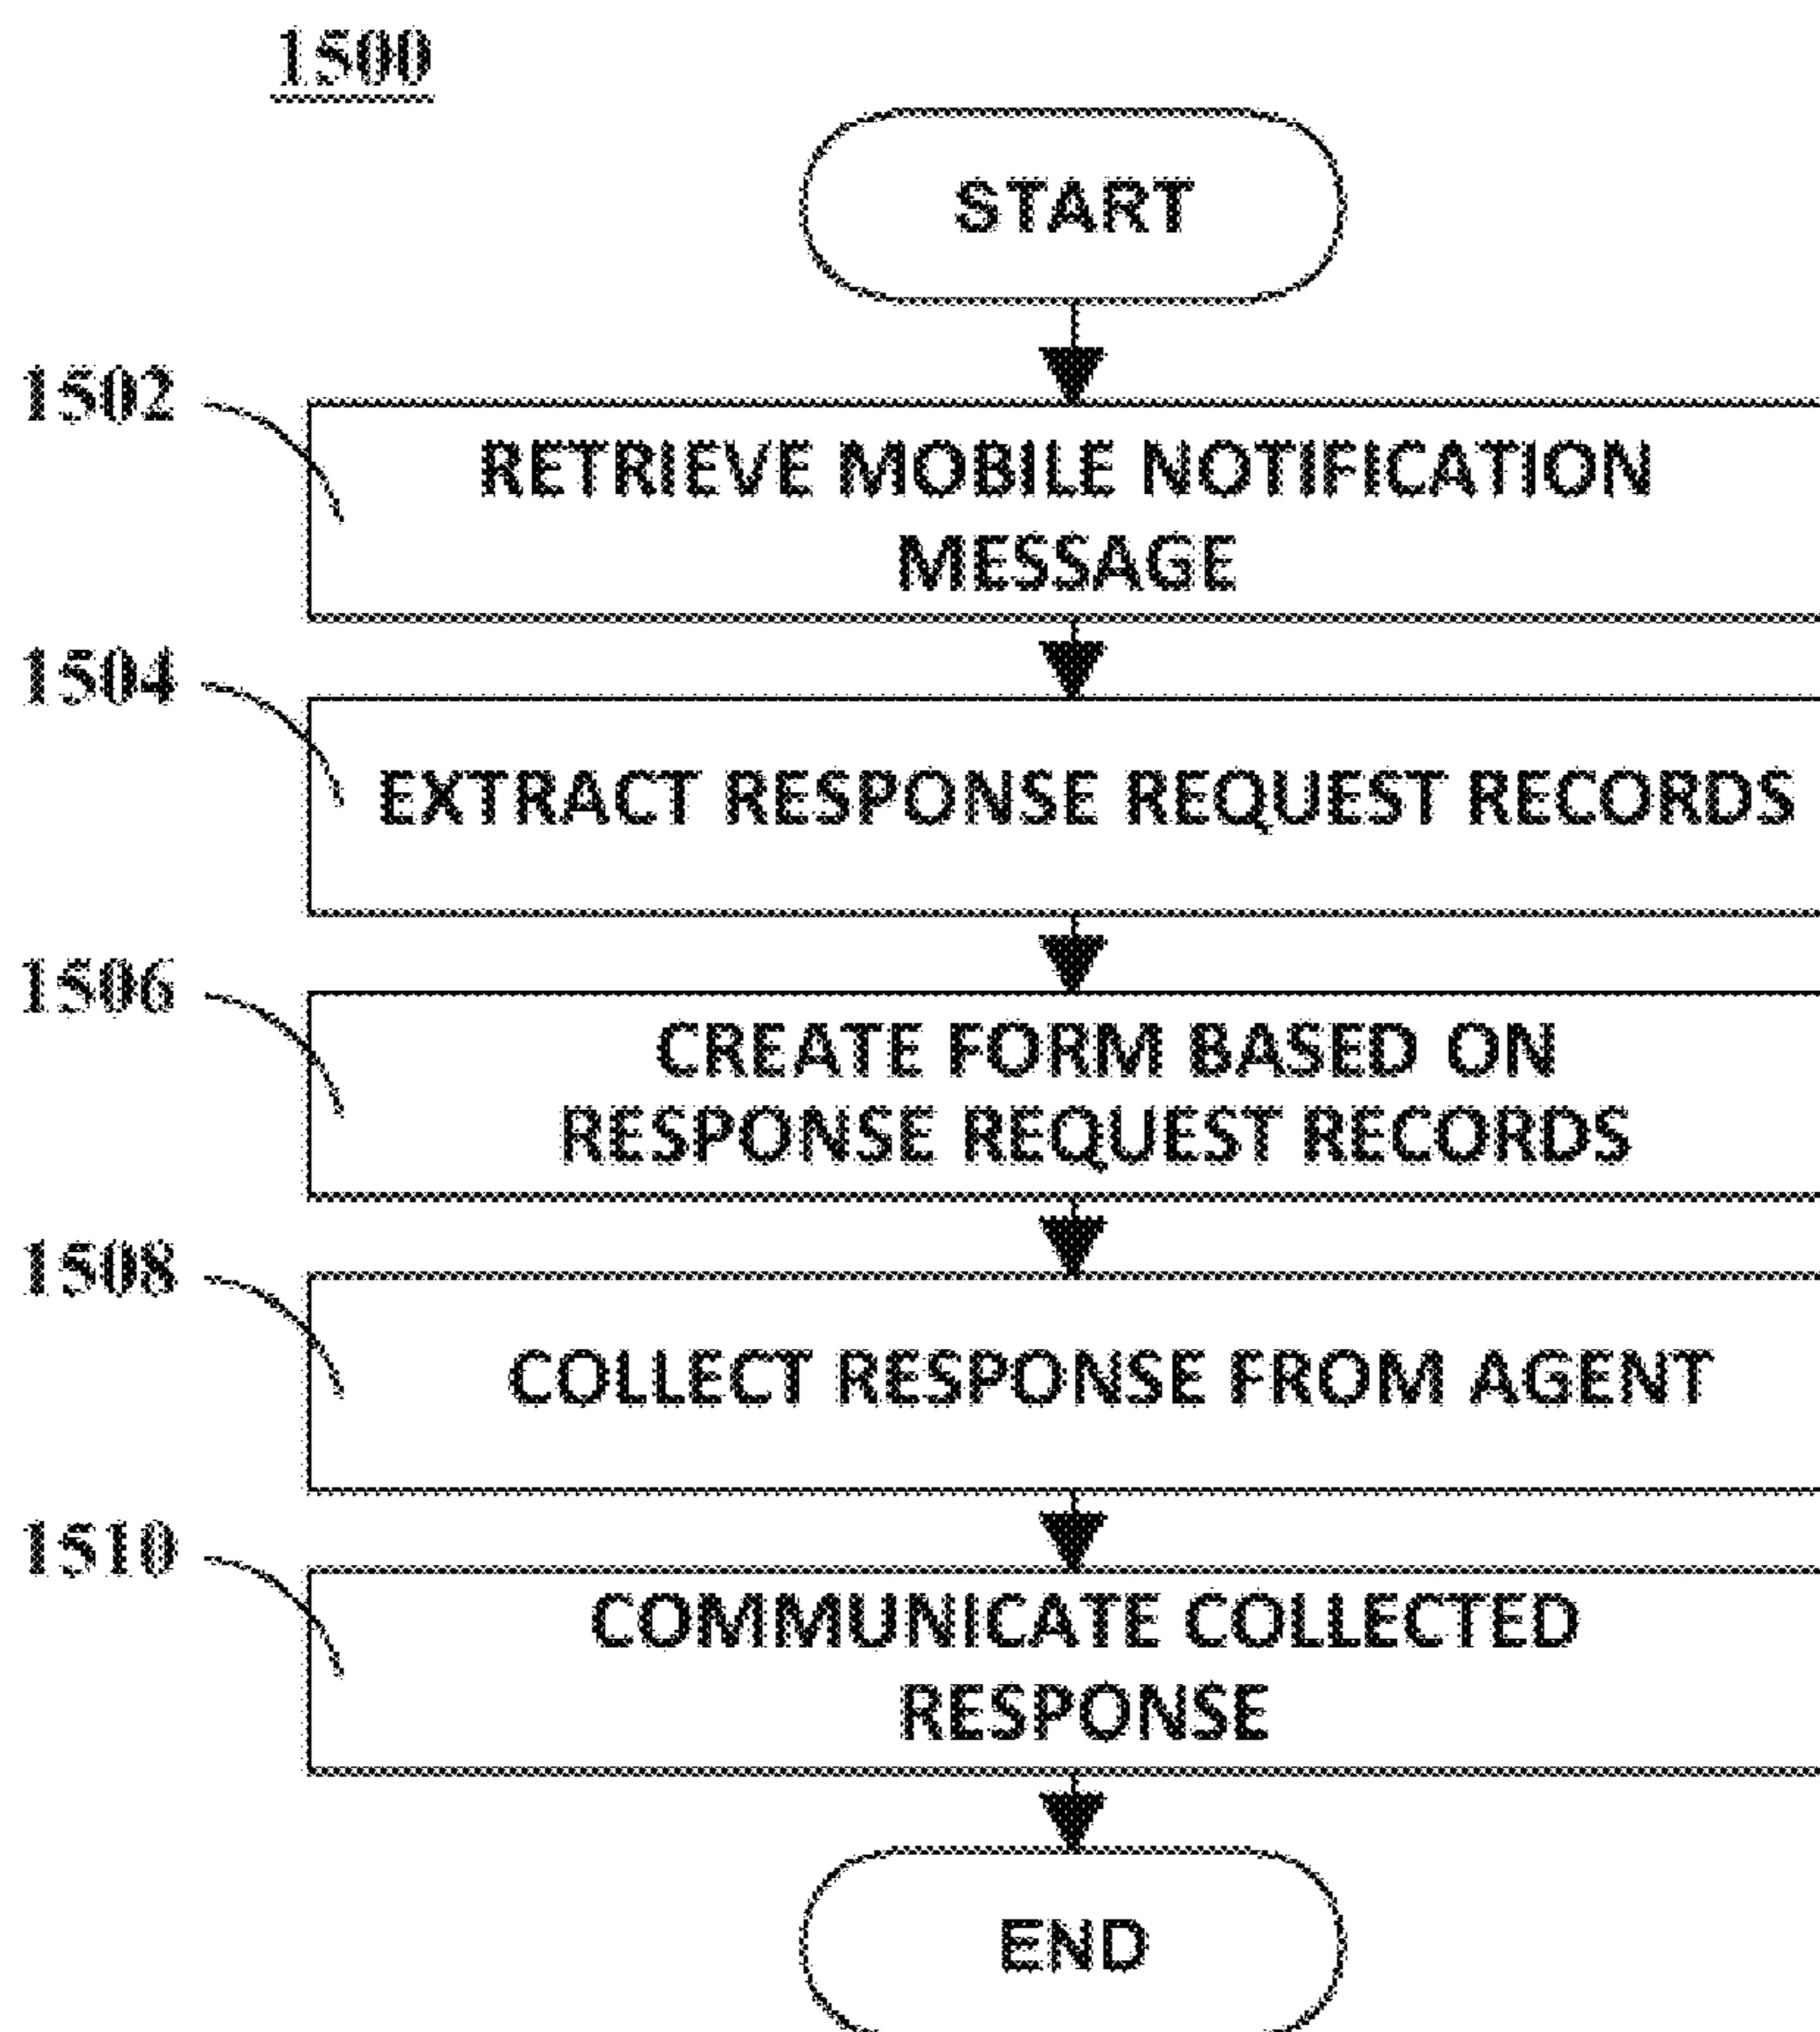 1500
START
1502
RETRIEVE MOBILE NOTIFICATION
MESSAGE
1504
EXTRACT RESPONSE REQUEST RECORDS
1506
CREATE FORM BASED ON
RESPONSE REQUEST RECORDS
1508
COLLECT RESPONSE FROM AGENT
1510
COMMUNICATE COLLECTED
RESPONSE
END